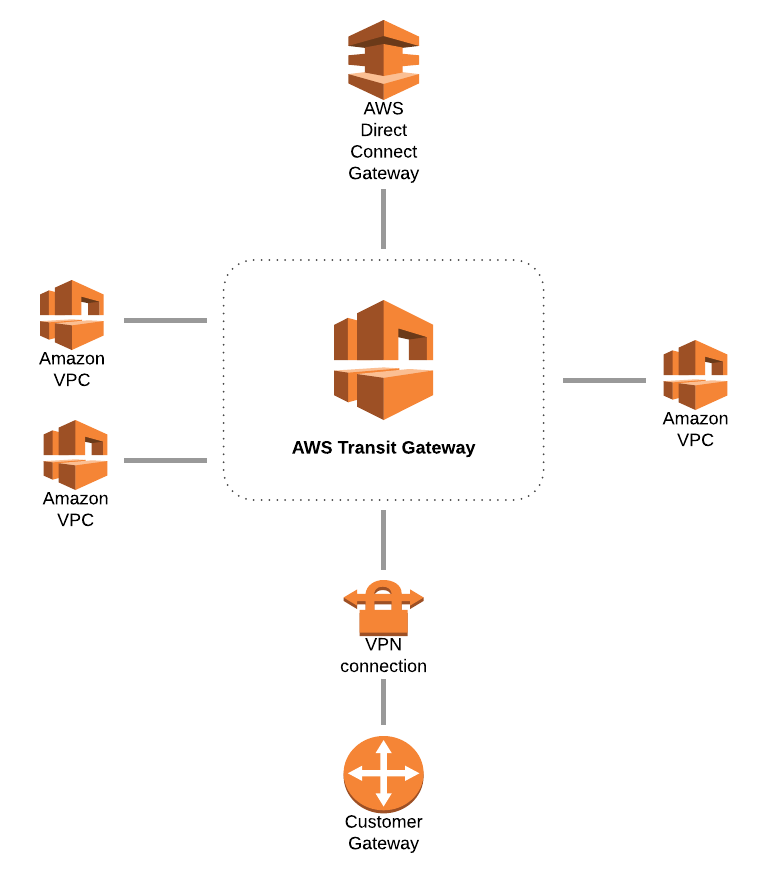 AWS
Direct
Connect
Gateway
Amazon
VPC
AWS Transit Gateway
Amazon
VPC
Amazon
VPC
VPN
connection
Customer
Gateway